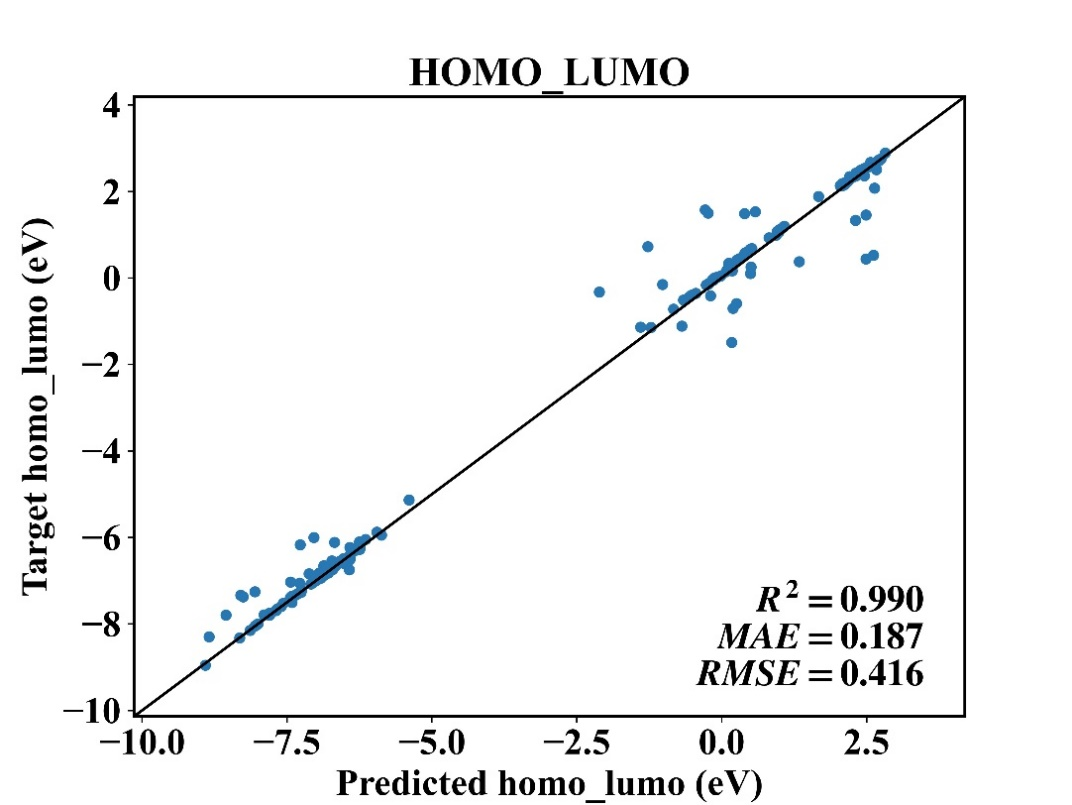 HOMO_LUMO
4
2
0
−2
−4
−6
−8
−10
Target homo_lumo (eV)
R² = 0.990
MAE = 0.187
RMSE = 0.416
−10.0 −7.5 −5.0 −2.5 0.0 2.5
Predicted homo_lumo (eV)